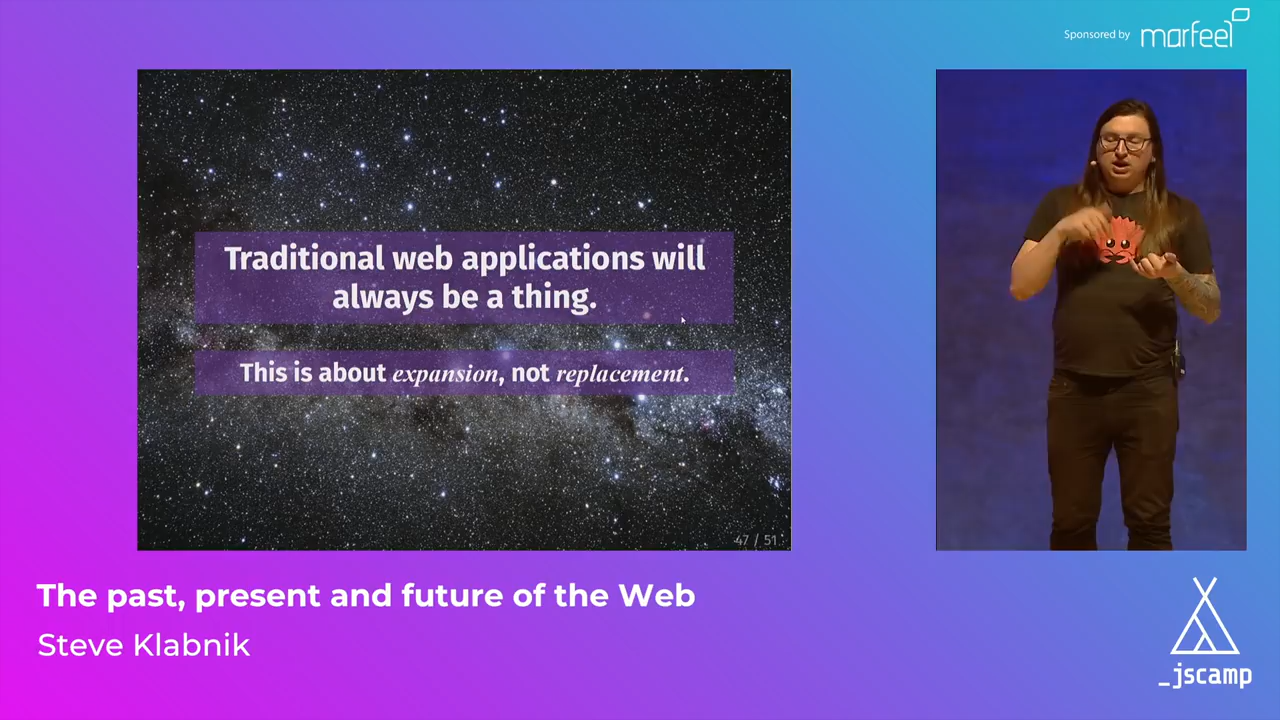 Sponsored by marfeel
Traditional web applications will
always be a thing.
This is about expansion, not replacement.
47 / 51
The past, present and future of the Web
Steve Klabnik
_jscamp